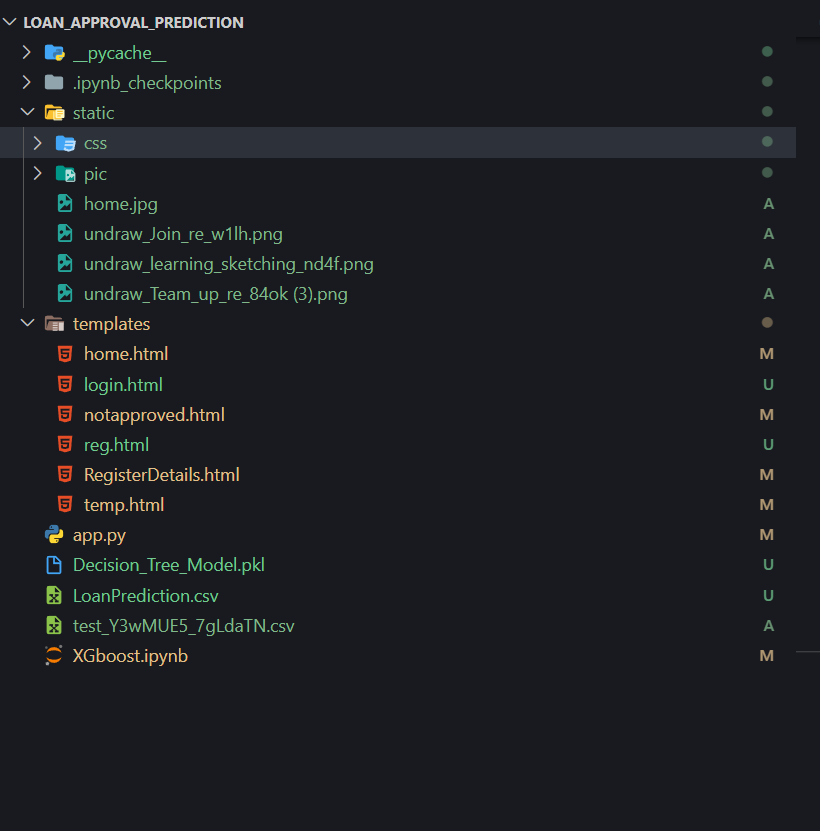 LOAN_APPROVAL_PREDICTION
__pycache__
.ipynb_checkpoints
static
css
pic
home.jpg A
undraw_Join_re_w1lh.png A
undraw_learning_sketching_nd4f.png A
undraw_Team_up_re_84ok (3).png A
templates
home.html M
login.html U
notapproved.html M
reg.html U
RegisterDetails.html M
temp.html M
app.py M
Decision_Tree_Model.pkl U
LoanPrediction.csv U
test_Y3wMUE5_7gLdaTN.csv A
XGboost.ipynb M